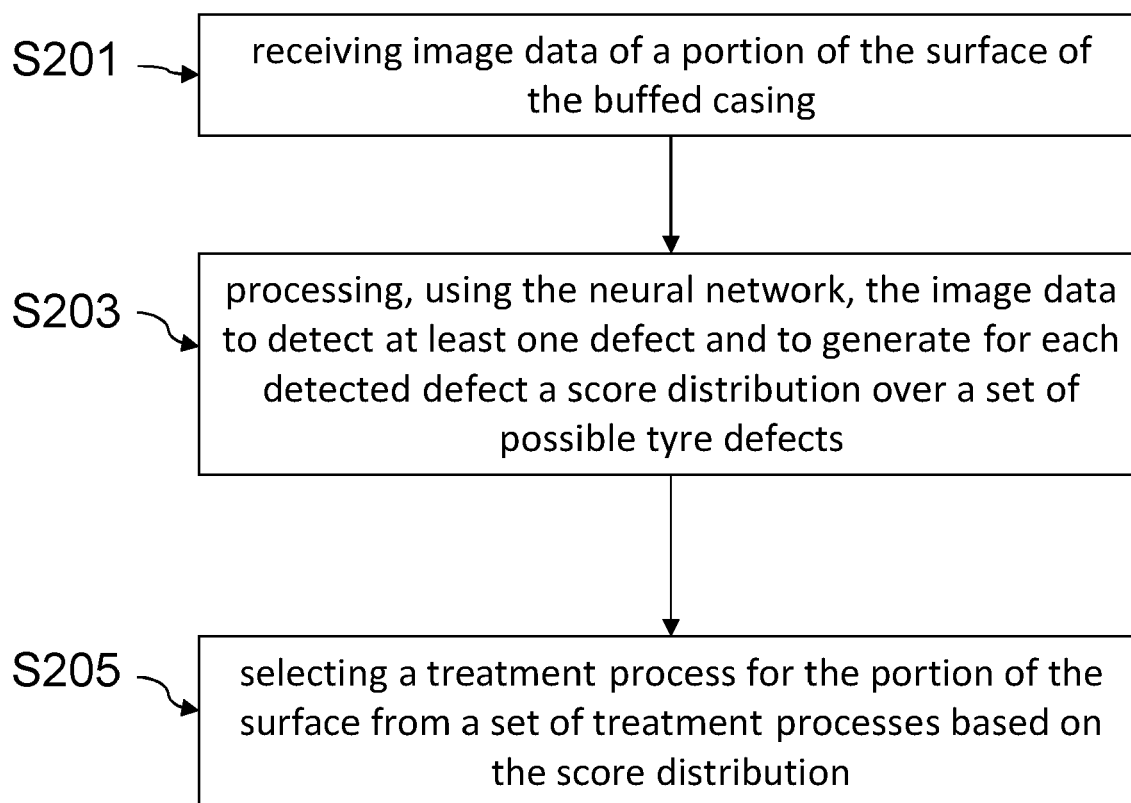 S201
receiving image data of a portion of the surface of
the buffed casing
S203
processing, using the neural network, the image data
to detect at least one defect and to generate for each
detected defect a score distribution over a set of
possible tyre defects
S205
selecting a treatment process for the portion of the
surface from a set of treatment processes based on
the score distribution